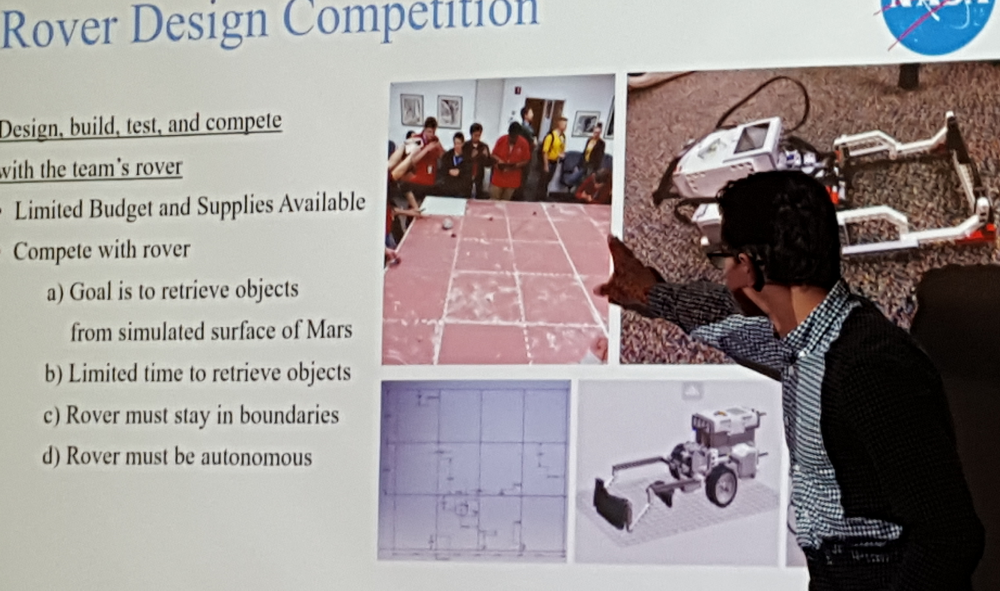 Rover Design Competition
NASA
Design, build, test, and compete
with the team's rover
Limited Budget and Supplies Available
Compete with rover
a) Goal is to retrieve objects
from simulated surface of Mars
b) Limited time to retrieve objects
c) Rover must stay in boundaries
d) Rover must be autonomous